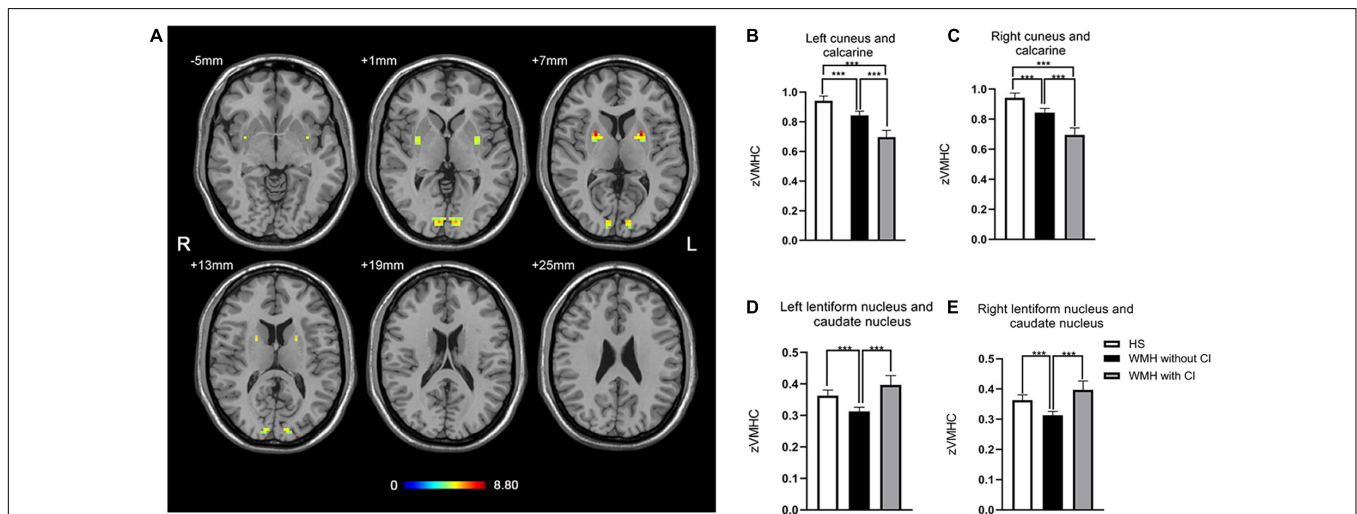 A
-5mm
+1mm
+7mm
R
L
+13mm
+19mm
+25mm
0
8.80
B
Left cuneus and
calcarine
***
*** ***
1.0
0.8
0.6
0.4
0.2
0.0
zVMHC
C
Right cuneus and
calcarine
***
*** ***
1.0
0.8
0.6
0.4
0.2
0.0
zVMHC
D
Left lentiform nucleus and
caudate nucleus
*** ***
0.5
0.4
0.3
0.2
0.1
0.0
zVMHC
E
Right lentiform nucleus and
caudate nucleus
*** ***
0.5
0.4
0.3
0.2
0.1
0.0
zVMHC
HS
WMH without CI
WMH with CI